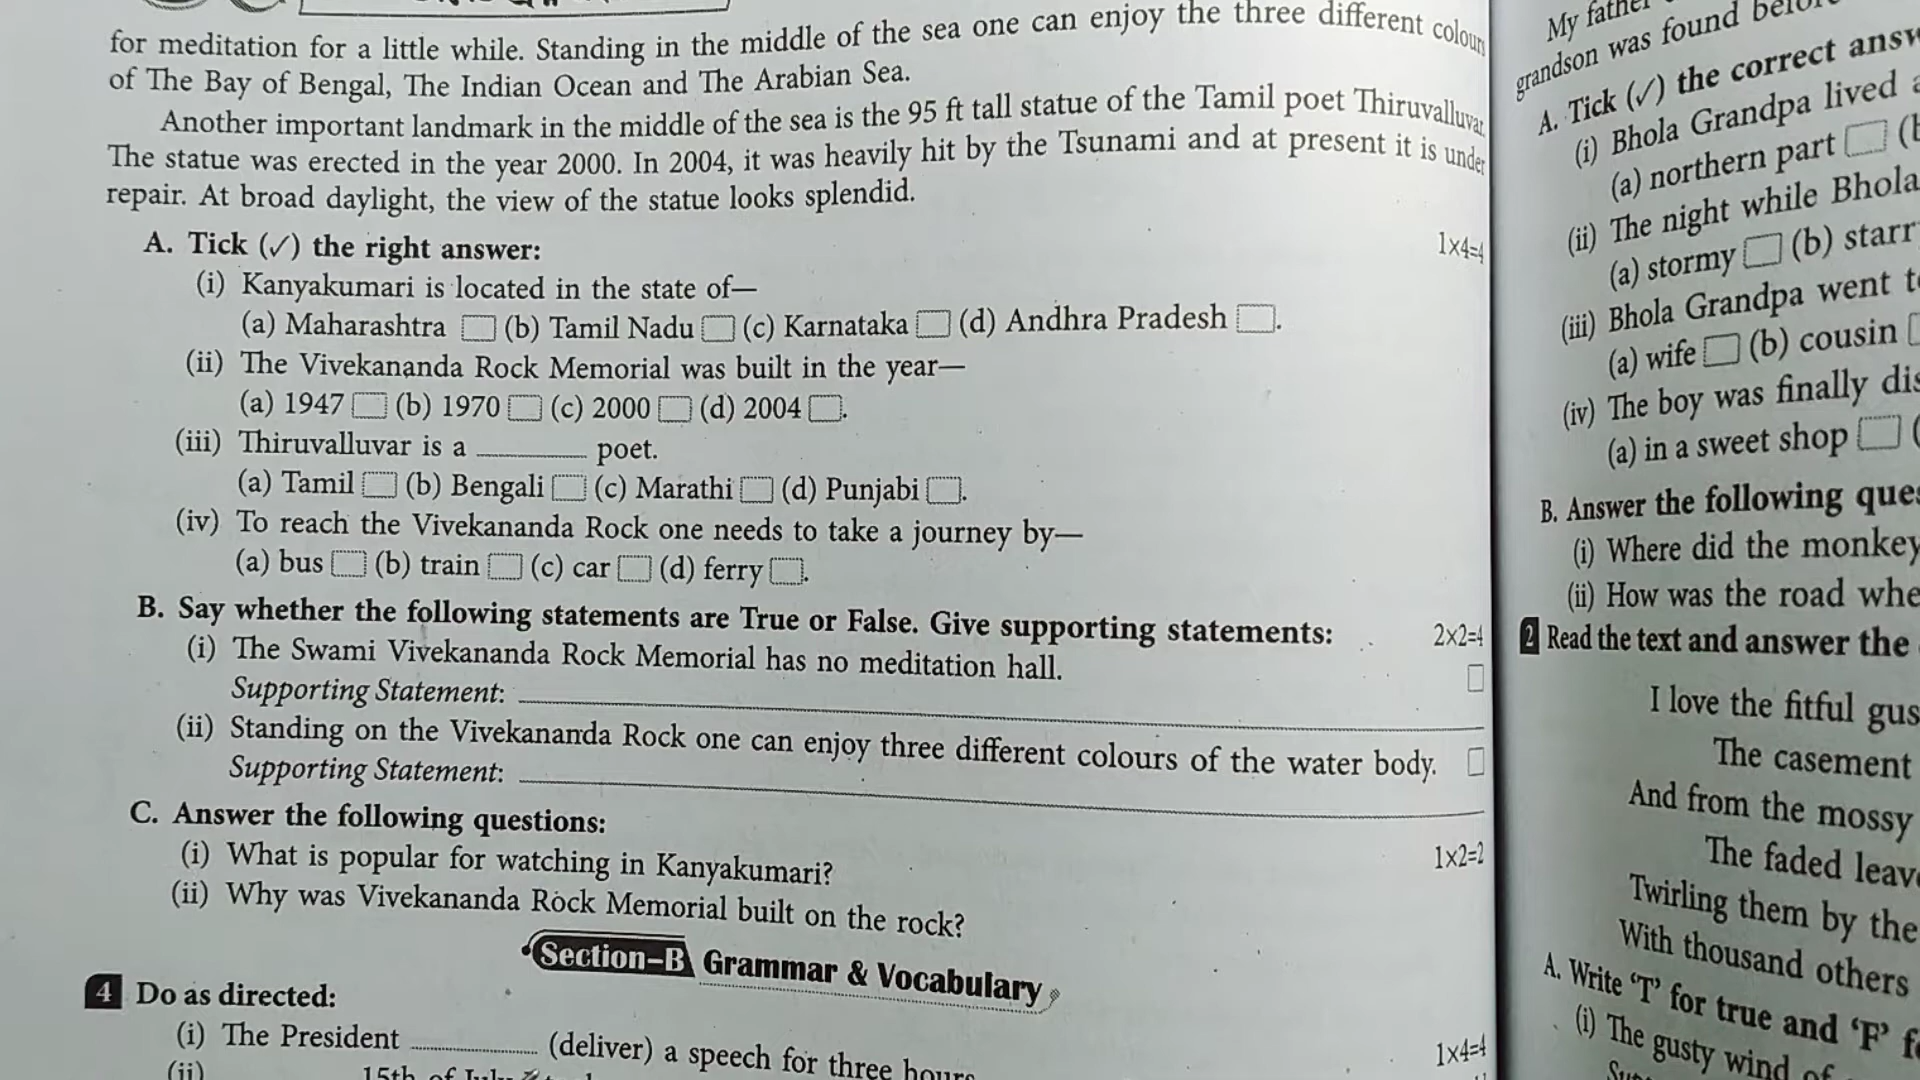 for meditation for a little while. Standing in the middle of the sea one can enjoy the three different colours
of The Bay of Bengal, The Indian Ocean and The Arabian Sea.
Another important landmark in the middle of the sea is the 95 ft tall statue of the Tamil poet Thiruvalluvar.
The statue was erected in the year 2000. In 2004, it was heavily hit by the Tsunami and at present it is under
repair. At broad daylight, the view of the statue looks splendid.
A. Tick (✓) the right answer: 1×4=4
(i) Kanyakumari is located in the state of—
(a) Maharashtra (b) Tamil Nadu (c) Karnataka (d) Andhra Pradesh .
(ii) The Vivekananda Rock Memorial was built in the year—
(a) 1947 (b) 1970 (c) 2000 (d) 2004 .
(iii) Thiruvalluvar is a ______ poet.
(a) Tamil (b) Bengali (c) Marathi (d) Punjabi .
(iv) To reach the Vivekananda Rock one needs to take a journey by—
(a) bus (b) train (c) car (d) ferry .
B. Say whether the following statements are True or False. Give supporting statements: 2×2=4
(i) The Swami Vivekananda Rock Memorial has no meditation hall.
Supporting Statement:
(ii) Standing on the Vivekananda Rock one can enjoy three different colours of the water body.
Supporting Statement:
C. Answer the following questions: 1×2=2
(i) What is popular for watching in Kanyakumari?
(ii) Why was Vivekananda Rock Memorial built on the rock?
Section-B Grammar & Vocabulary
4 Do as directed: 1×4=4
(i) The President ______ (deliver) a speech for three hours
(ii) 15th of July
My father
grandson was found
A. Tick (✓) the correct answ
(i) Bhola Grandpa lived
(a) northern part
(ii) The night while Bhola
(a) stormy (b) starr
(iii) Bhola Grandpa went
(a) wife (b) cousin
(iv) The boy was finally dis
(a) in a sweet shop
B. Answer the following ques
(i) Where did the monkey
(ii) How was the road whe
2 Read the text and answer the
I love the fitful gus
The casement
And from the mossy
The faded leav
Twirling them by the
With thousand others
A. Write 'T' for true and 'F' f
(i) The gusty wind of